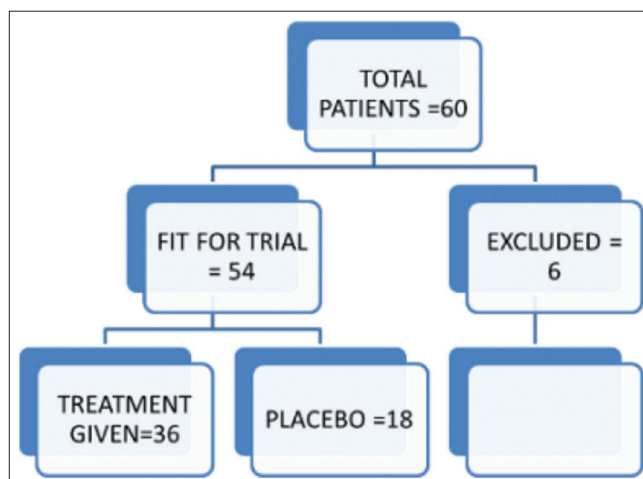 TOTAL
PATIENTS =60
FIT FOR TRIAL
= 54
EXCLUDED =
6
TREATMENT
GIVEN=36
PLACEBO =18